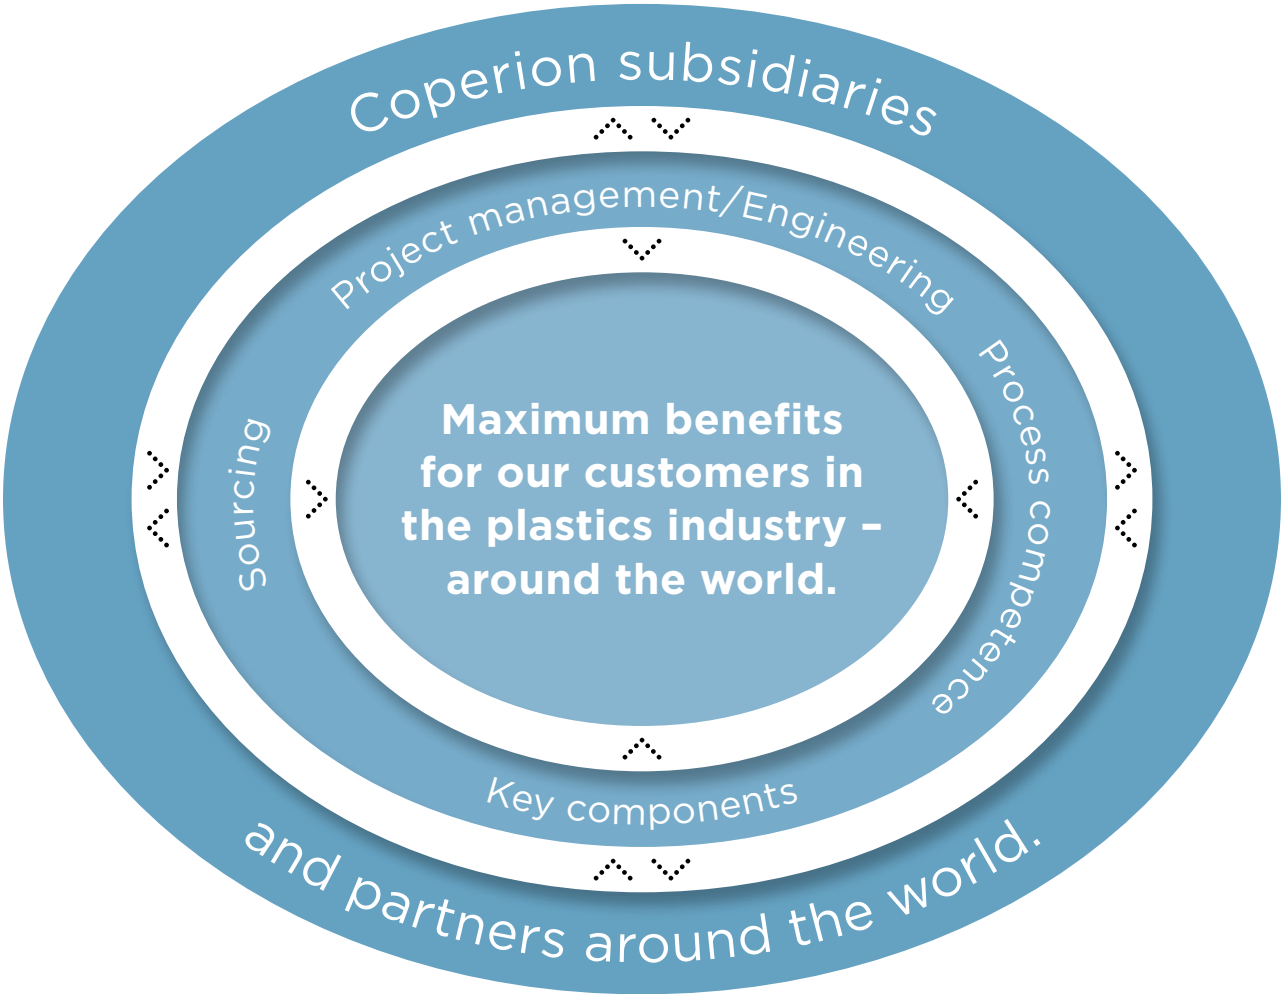 Coperion subsidiaries
Project management/Engineering
Process competence
sourcing
Maximum benefits
for our customers in
the plastics industry –
around the world.
Key components
and partners around the world.